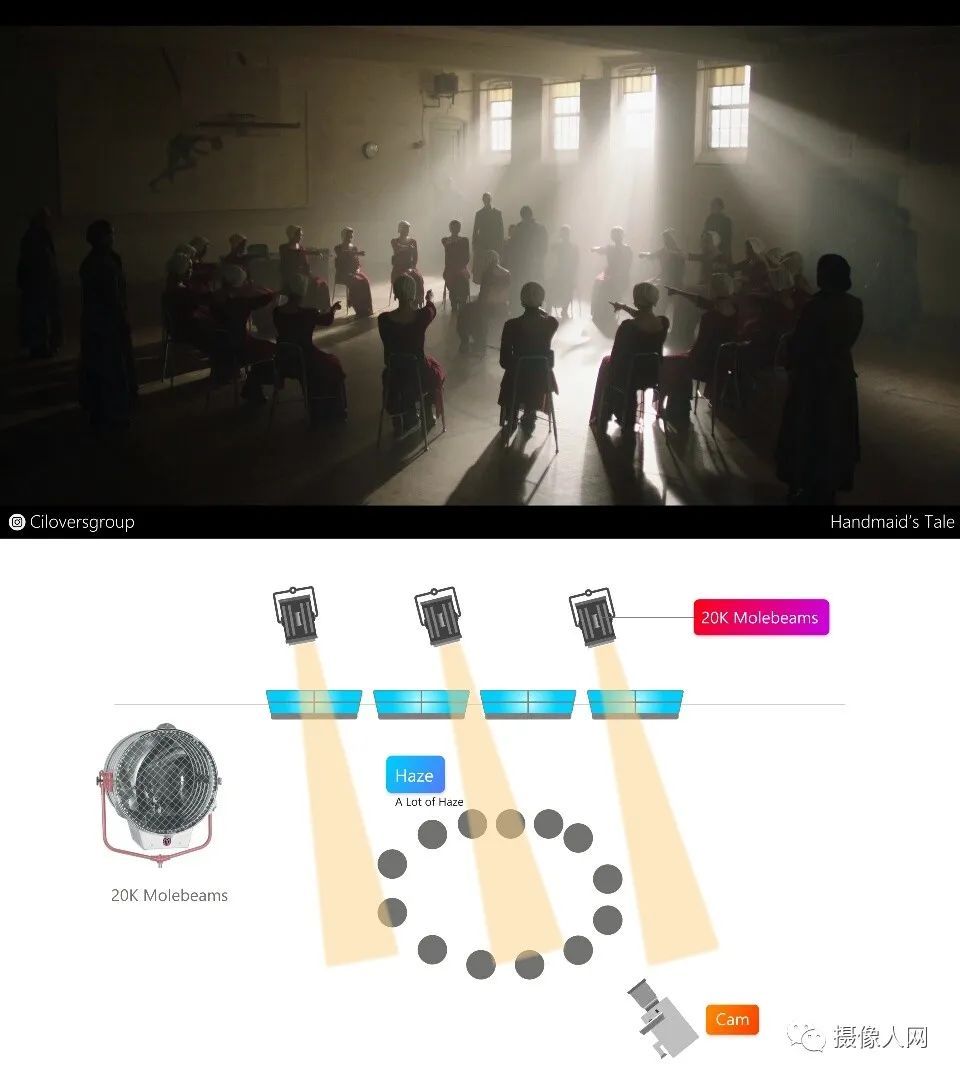 Ciloversgroup
Handmaid's Tale
20K Molebeams
Haze
A Lot of Haze
20K Molebeams
Cam
摄像人网